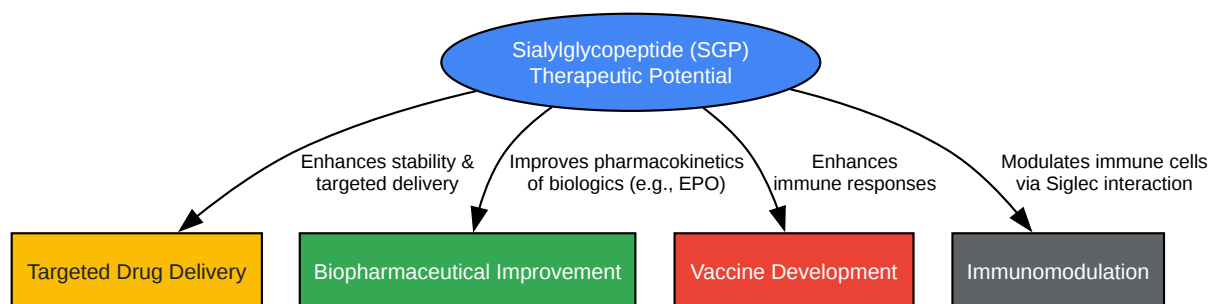 Sialylglycopeptide (SGP)
Therapeutic Potential
Enhances stability &
targeted delivery
Improves pharmacokinetics
of biologics (e.g., EPO)
Enhances
immune responses
Modulates immune cells
via Siglec interaction
Targeted Drug Delivery
Biopharmaceutical Improvement
Vaccine Development
Immunomodulation